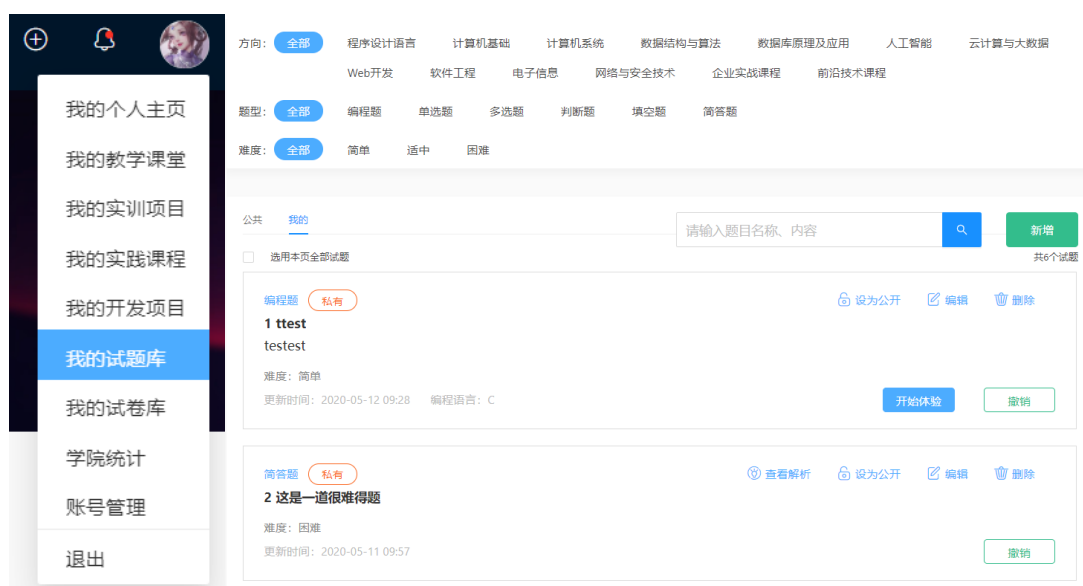 我的个人主页
我的教学课堂
我的实训项目
我的实践课程
我的开发项目
我的试题库
我的试卷库
学院统计
账号管理
退出
方向: 全部 程序设计语言 计算机基础 计算机系统 数据结构与算法 数据库原理及应用 人工智能 云计算与大数据
Web开发 软件工程 电子信息 网络与安全技术 企业实战课程 前沿技术课程
题型: 全部 编程题 单选题 多选题 判断题 填空题 简答题
难度: 全部 简单 适中 困难
公共 我的 请输入题目名称、内容 新增
选用本页全部试题 共6个试题
编程题 私有 设为公开 编辑 删除
1 ttest
testest
难度: 简单
更新时间: 2020-05-12 09:28 编程语言: C 开始体验 撤销
简答题 私有 查看解析 设为公开 编辑 删除
2 这是一道很难得题
难度: 困难
更新时间: 2020-05-11 09:57 撤销